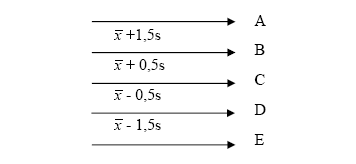 A
x̅ +1,5s
B
x̅ + 0,5s
C
x̅ - 0,5s
D
x̅ - 1,5s
E